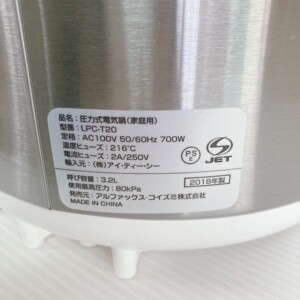 品名：圧力式電気鍋(家庭用)
型番：LPC-T20
定格：AC100V 50/60Hz 700W
温度ヒューズ：216℃
電流ヒューズ：2A/250V
輸入元：(株)アイ・ティー・シー
PS
E
JET
呼び容量：3.2L
使用最高圧力：80kPa
2018年製
発売元：アルファックス・コイズミ株式会社
MADE IN CHINA